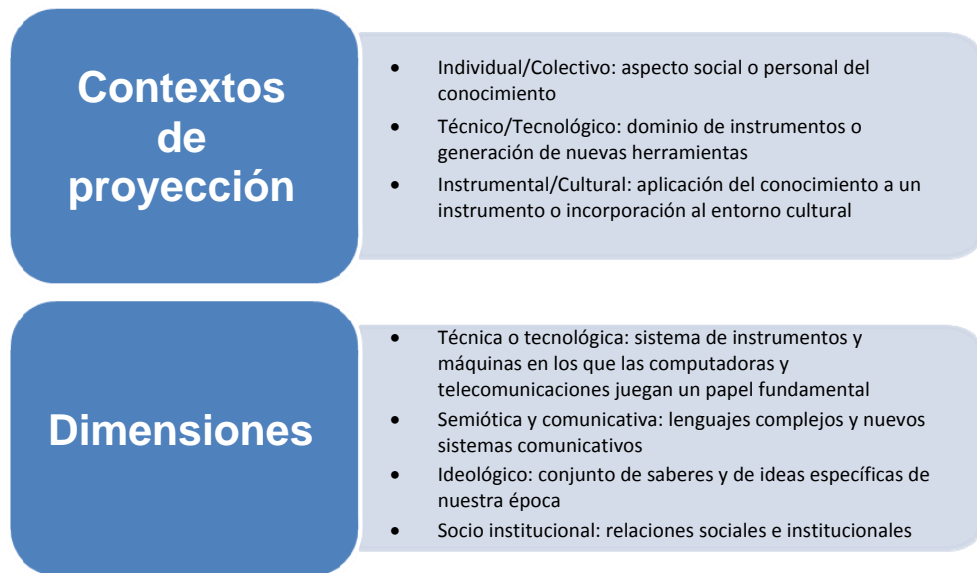 Contextos
de
proyección
• Individual/Colectivo: aspecto social o personal del
conocimiento
• Técnico/Tecnológico: dominio de instrumentos o
generación de nuevas herramientas
• Instrumental/Cultural: aplicación del conocimiento a un
instrumento o incorporación al entorno cultural
Dimensiones
• Técnica o tecnológica: sistema de instrumentos y
máquinas en los que las computadoras y
telecomunicaciones juegan un papel fundamental
• Semiótica y comunicativa: lenguajes complejos y nuevos
sistemas comunicativos
• Ideológico: conjunto de saberes y de ideas específicas de
nuestra época
• Socio institucional: relaciones sociales e institucionales